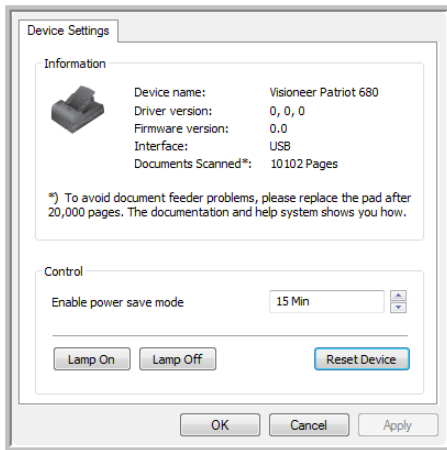 Device Settings
Information
Device name: Visioneer Patriot 680
Driver version: 0, 0, 0
Firmware version: 0.0
Interface: USB
Documents Scanned*: 10102 Pages
*) To avoid document feeder problems, please replace the pad after
20,000 pages. The documentation and help system shows you how.
Control
Enable power save mode 15 Min
Lamp On Lamp Off Reset Device
OK Cancel Apply